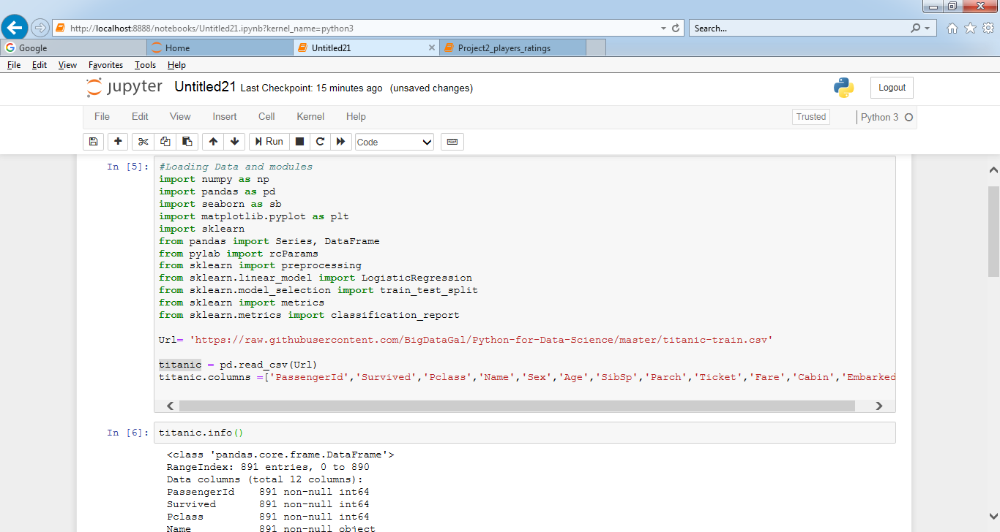 http://localhost:8888/notebooks/Untitled21.ipynb?kernel_name=python3
Search...
Google
Home
Untitled21
Project2_players_ratings
File Edit View Favorites Tools Help
jupyter Untitled21 Last Checkpoint: 15 minutes ago (unsaved changes)
Logout
File Edit View Insert Cell Kernel Help
Trusted
Python 3
Run
Code
In [5]:
#Loading Data and modules
import numpy as np
import pandas as pd
import seaborn as sb
import matplotlib.pyplot as plt
import sklearn
from pandas import Series, DataFrame
from pylab import rcParams
from sklearn import preprocessing
from sklearn.linear_model import LogisticRegression
from sklearn.model_selection import train_test_split
from sklearn import metrics
from sklearn.metrics import classification_report
Url= 'https://raw.githubusercontent.com/BigDataGal/Python-for-Data-Science/master/titanic-train.csv'
titanic = pd.read_csv(Url)
titanic.columns =['PassengerId','Survived','Pclass','Name','Sex','Age','SibSp','Parch','Ticket','Fare','Cabin','Embarked
In [6]:
titanic.info()
<class 'pandas.core.frame.DataFrame'>
RangeIndex: 891 entries, 0 to 890
Data columns (total 12 columns):
PassengerId    891 non-null int64
Survived       891 non-null int64
Pclass         891 non-null int64
Name           891 non-null object